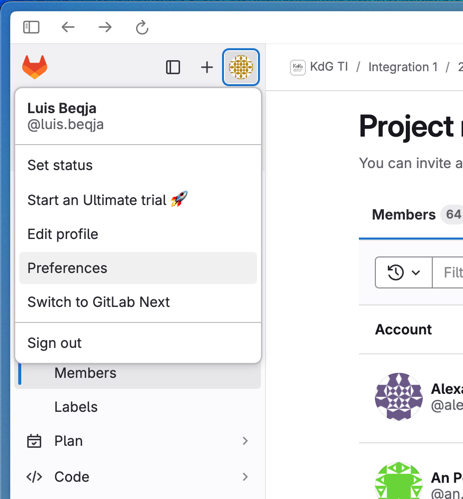 KdG TI / Integration 1 /
Luis Beqja
@luis.beqja
Set status
Start an Ultimate trial 🚀
Edit profile
Preferences
Switch to GitLab Next
Sign out
Members
Labels
Plan
Code
Project
You can invite a
Members 64
Filt
Account
Alexa
@ale
An P
@an.